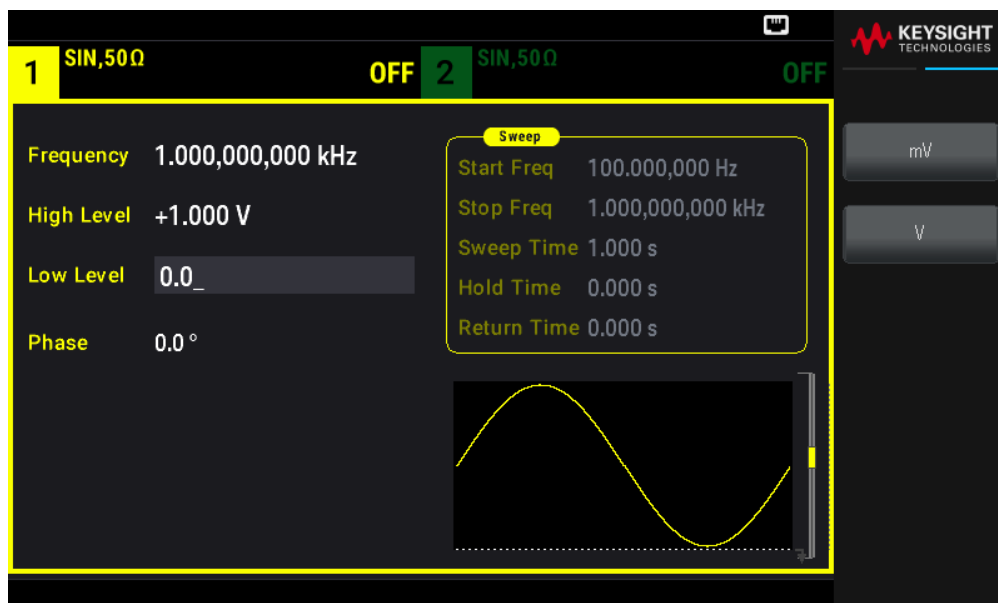 KEYSIGHT
TECHNOLOGIES
1 SIN,50Ω OFF
2 SIN,50Ω OFF
Frequency 1.000,000,000 kHz
High Level +1.000 V
Low Level 0.0_
Phase 0.0 °
Sweep
Start Freq 100.000,000 Hz
Stop Freq 1.000,000,000 kHz
Sweep Time 1.000 s
Hold Time 0.000 s
Return Time 0.000 s
mV
V